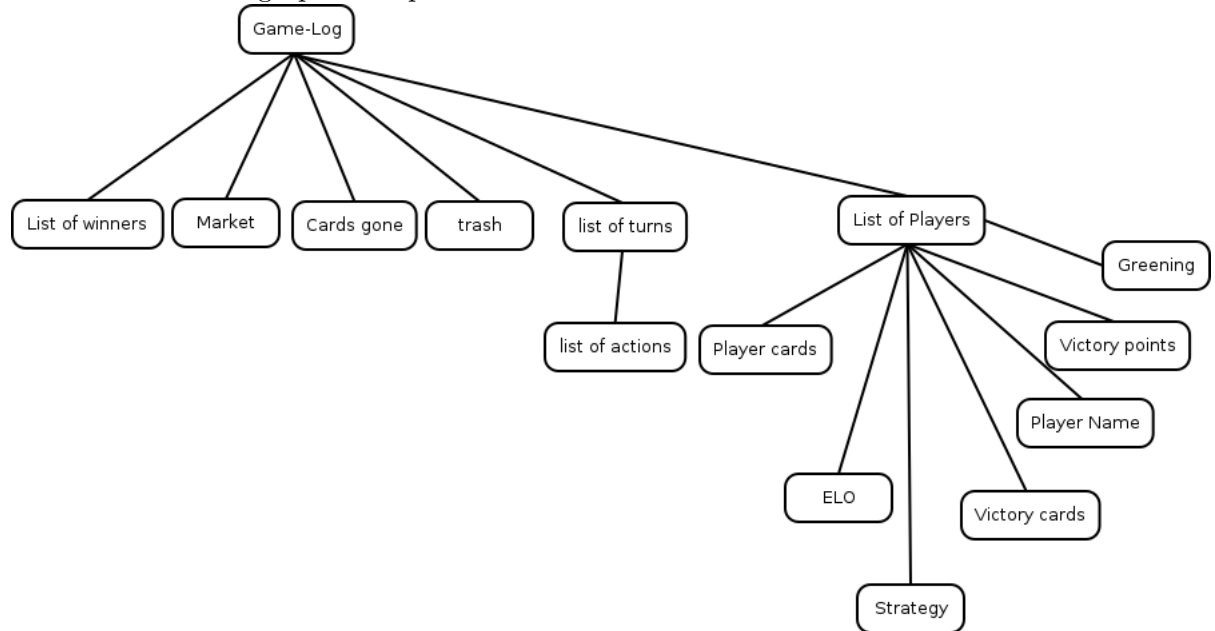 Game-Log
List of winners
Market
Cards gone
trash
list of turns
List of Players
Greening
list of actions
Player cards
Victory points
Player Name
ELO
Victory cards
Strategy